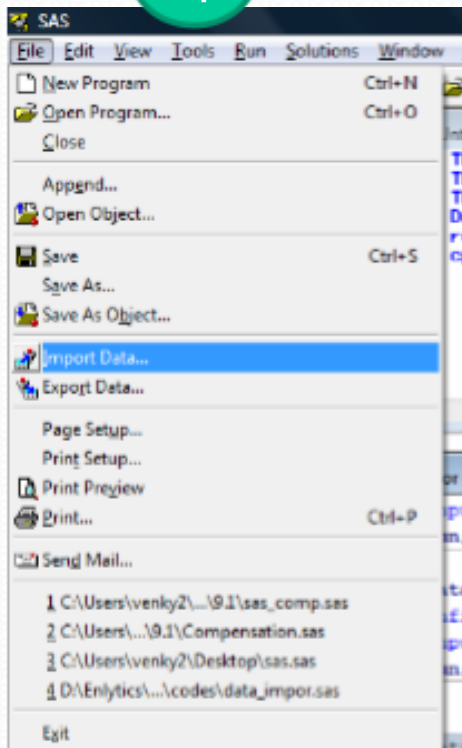 SAS
File Edit View Tools Run Solutions Window
New Program Ctrl+N
Open Program... Ctrl+O
Close
Append...
Open Object...
Save Ctrl+S
Save As...
Save As Object...
Import Data...
Export Data...
Page Setup...
Print Setup...
Print Preview
Print... Ctrl+P
Send Mail...
1 C:\Users\venky2\...\9.1\sas_comp.sas
2 C:\Users\...\9.1\Compensation.sas
3 C:\Users\venky2\Desktop\sas.sas
4 D:\Enlytics\...\codes\data_impor.sas
Exit